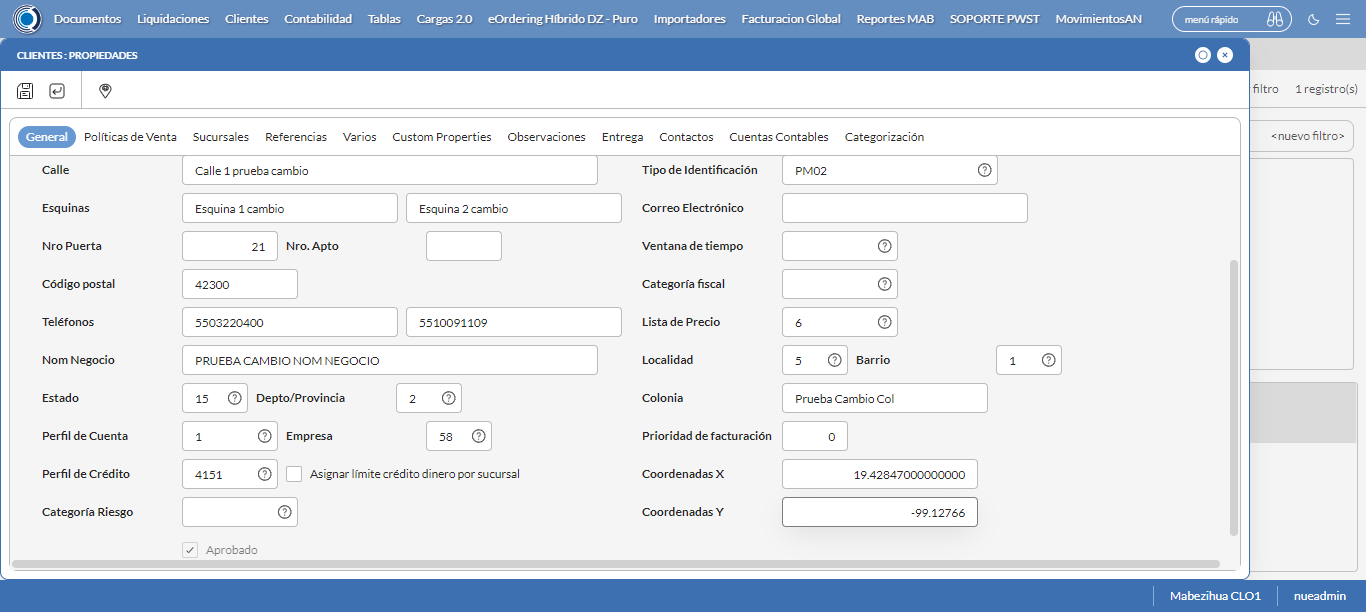 Documentos Liquidaciones Clientes Contabilidad Tablas Cargas 2.0 eOrdering Híbrido DZ - Puro Importadores Facturacion Global Reportes MAB SOPORTE PWST MovimientosAN menú rápido
CLIENTES : PROPIEDADES
filtro 1 registro(s)
General Políticas de Venta Sucursales Referencias Varios Custom Properties Observaciones Entrega Contactos Cuentas Contables Categorización
<nuevo filtro>
Calle Calle 1 prueba cambio Tipo de Identificación PM02
Esquinas Esquina 1 cambio Esquina 2 cambio Correo Electrónico
Nro Puerta 21 Nro. Apto Ventana de tiempo
Código postal 42300 Categoría fiscal
Teléfonos 5503220400 5510091109 Lista de Precio 6
Nom Negocio PRUEBA CAMBIO NOM NEGOCIO Localidad 5 Barrio 1
Estado 15 Depto/Provincia 2 Colonia Prueba Cambio Col
Perfil de Cuenta 1 Empresa 58 Prioridad de facturación 0
Perfil de Crédito 4151 Asignar límite crédito dinero por sucursal Coordenadas X 19.42847000000000
Categoría Riesgo Coordenadas Y -99.12766
Aprobado
Mabezihua CLO1 nueadmin